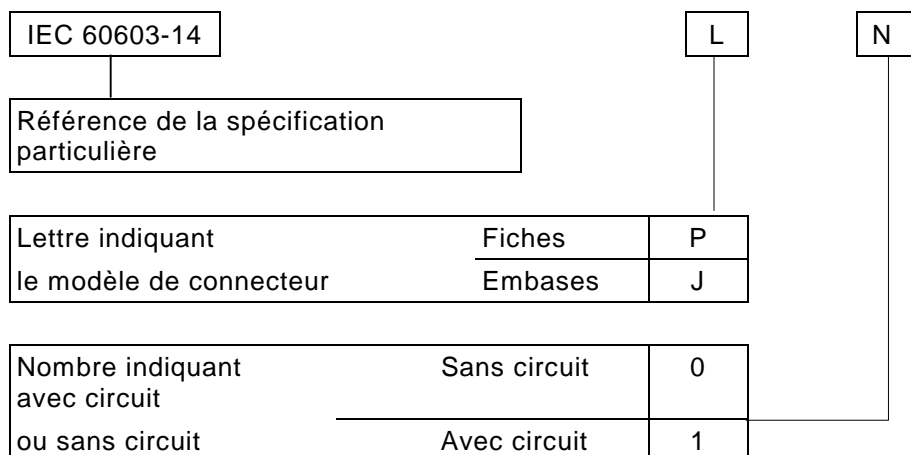 IEC 60603-14 L N
Référence de la spécification
particulière
Lettre indiquant Fiches P
le modèle de connecteur Embases J
Nombre indiquant Sans circuit 0
avec circuit
ou sans circuit Avec circuit 1